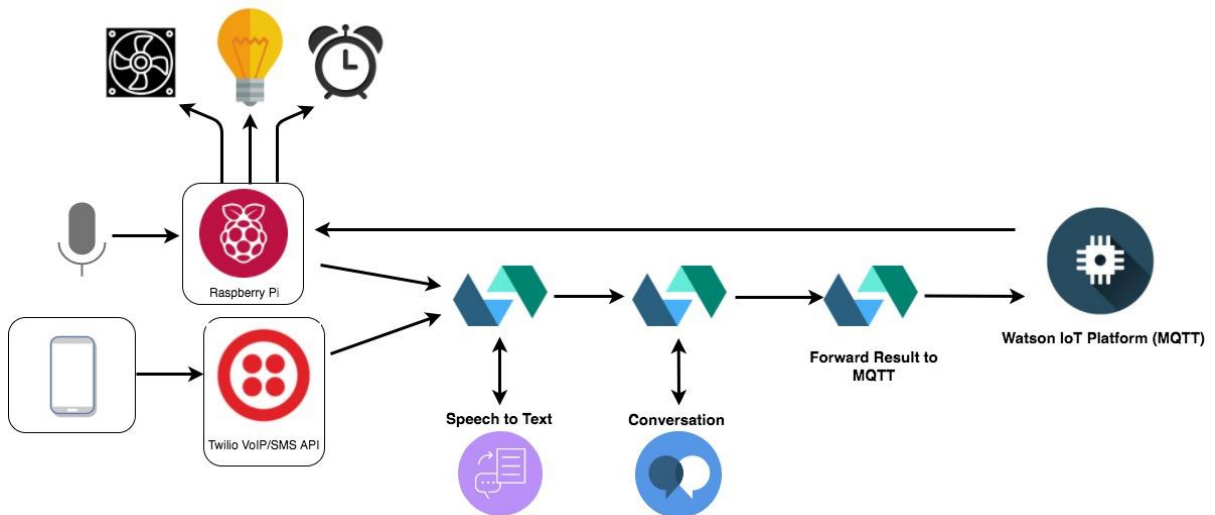 Raspberry Pi
Twilio VoIP/SMS API
Speech to Text
Conversation
Forward Result to
MQTT
Watson IoT Platform (MQTT)